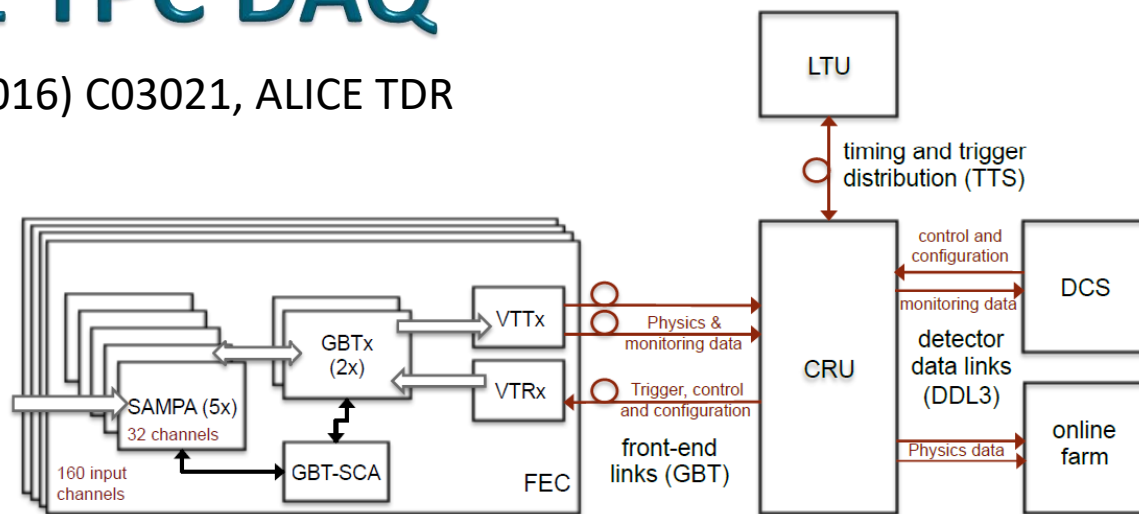 TPC DAQ
016) C03021, ALICE TDR
LTU
timing and trigger
distribution (TTS)
SAMPA (5x)
32 channels
160 input
channels
GBTx
(2x)
GBT-SCA
VTTx
VTRx
FEC
Physics &
monitoring data
Trigger, control
and configuration
front-end
links (GBT)
CRU
control and
configuration
monitoring data
detector
data links
(DDL3)
Physics data
DCS
online
farm